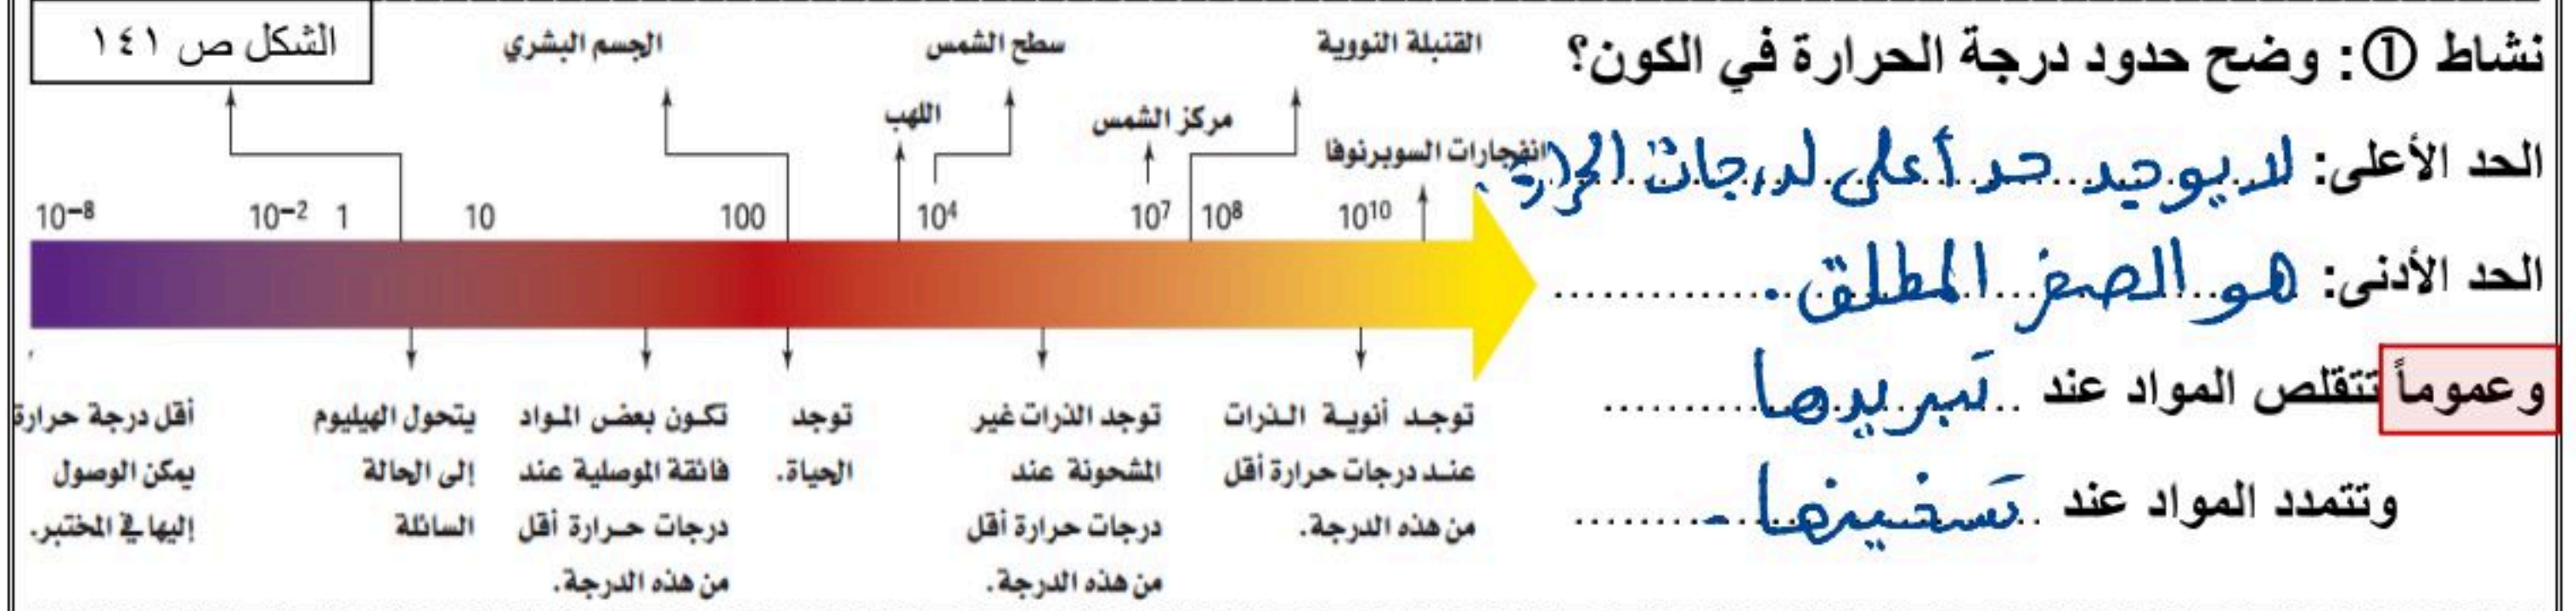 نشاط ①: وضح حدود درجة الحرارة في الكون؟
الحد الأعلى: لا يوجد حد أعلى لدرجات الحرارة.
الحد الأدنى: هو الصفر المطلق.
وعموماً تتقلص المواد عند تبريدها
وتتمدد المواد عند تسخينها.
الشكل ص ١٤١
القنبلة النووية
سطح الشمس
الجسم البشري
انفجارات السوبرنوفا
مركز الشمس
اللهب
10⁻⁸ 10⁻² 1 10 100 10⁴ 10⁷ 10⁸ 10¹⁰
توجد أنوية الذرات
عند درجات حرارة أقل
من هذه الدرجة.
توجد الذرات غير
المشحونة عند
درجات حرارة أقل
من هذه الدرجة.
توجد
الحياة.
تكون بعض المواد
فائقة الموصلية عند
درجات حرارة أقل
من هذه الدرجة.
يتحول الهيليوم
إلى الحالة
السائلة
أقل درجة حرارة
يمكن الوصول
إليها في المختبر.